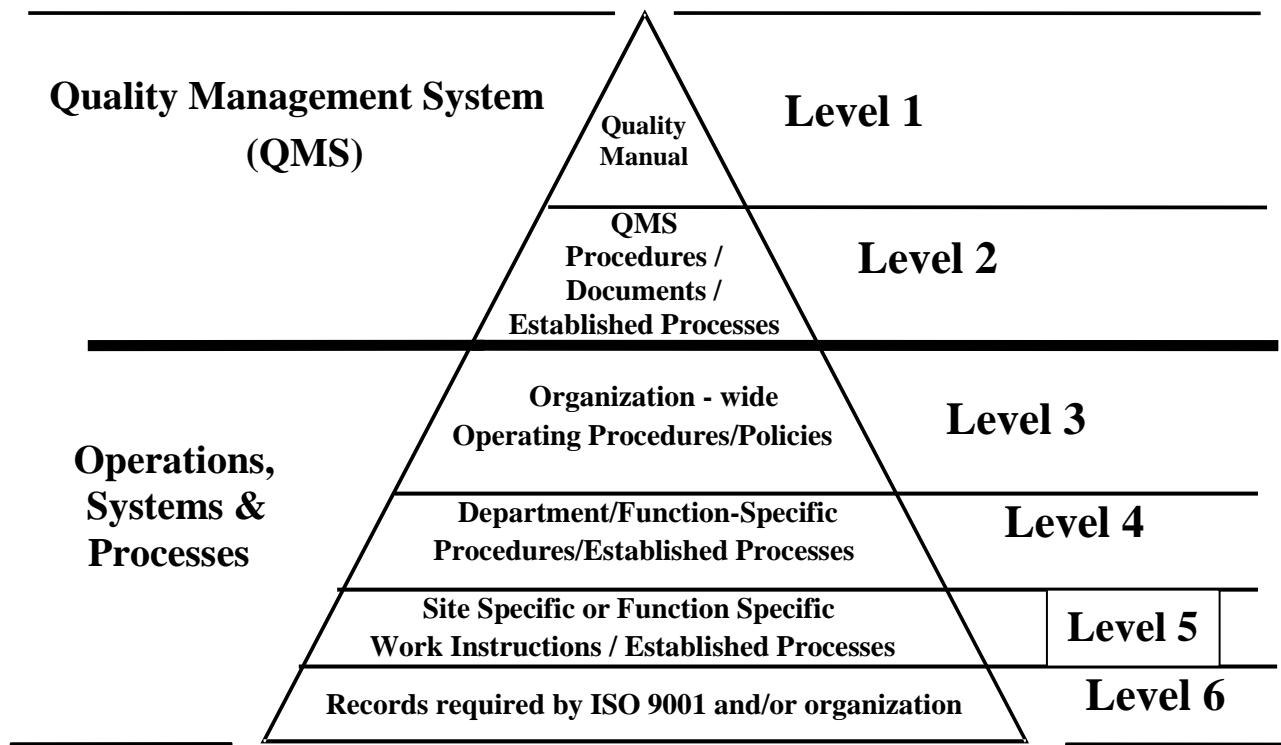 Quality Management System
(QMS)
Quality
Manual
Level 1
QMS
Procedures /
Documents /
Established Processes
Level 2
Operations,
Systems &
Processes
Organization - wide
Operating Procedures/Policies
Level 3
Department/Function-Specific
Procedures/Established Processes
Level 4
Site Specific or Function Specific
Work Instructions / Established Processes
Level 5
Records required by ISO 9001 and/or organization
Level 6